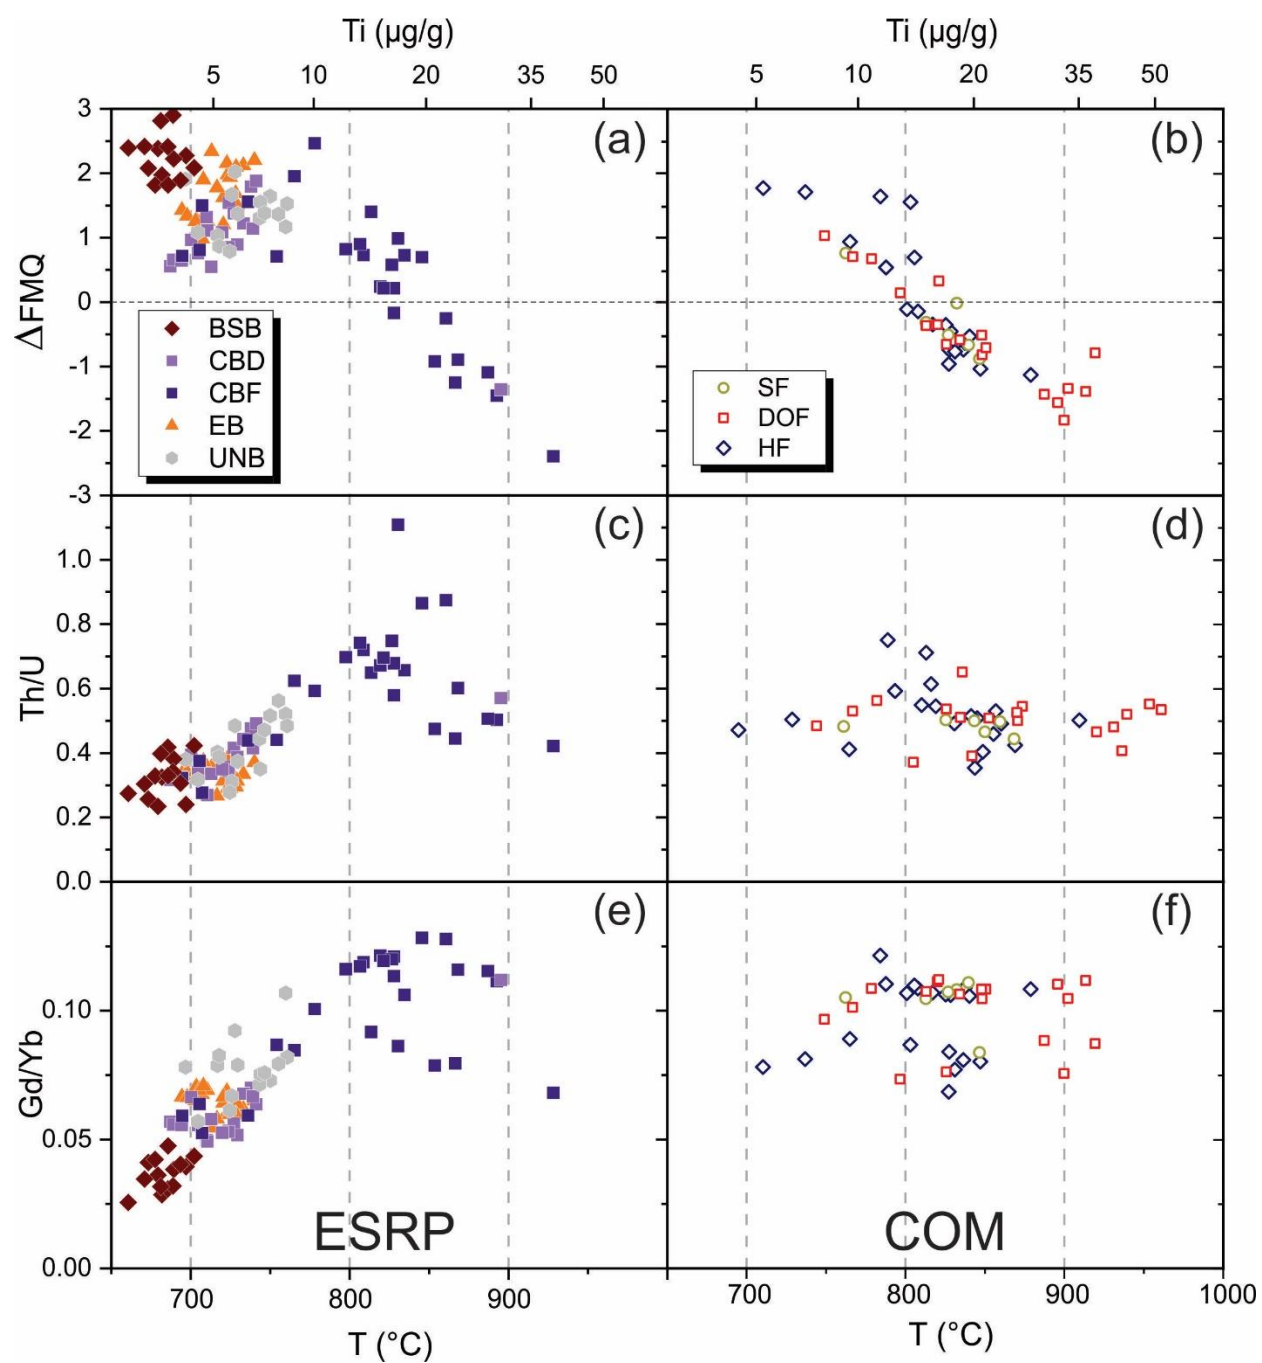 Ti (µg/g)
Ti (µg/g)
5 10 20 35 50
5 10 20 35 50
3
2
1
0
-1
-2
-3
ΔFMQ
(a)
(b)
BSB
CBD
CBF
EB
UNB
SF
DOF
HF
1.0
0.8
0.6
0.4
0.2
0.0
Th/U
(c)
(d)
0.10
0.05
0.00
Gd/Yb
(e)
(f)
ESRP
COM
700 800 900
700 800 900 1000
T (°C)
T (°C)